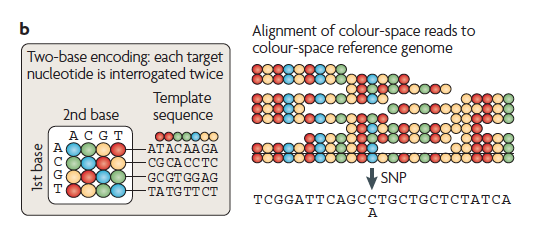 b
Two-base encoding: each target
nucleotide is interrogated twice
2nd base
Template
sequence
A C G T
1st base
A
C
G
T
ATACAAGA
CGCACCTC
GCGTGGAG
TATGTTCT
Alignment of colour-space reads to
colour-space reference genome
SNP
TCGGATTCAGCCTGCTGCTCTATCA
A